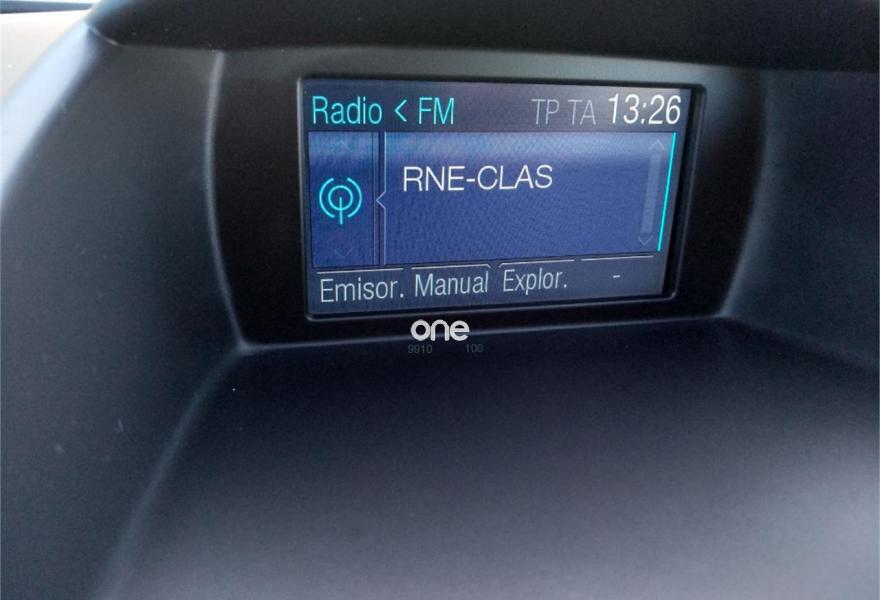 Radio < FM TP TA 13:26
RNE-CLAS
Emisor. Manual Explor. -
one
9910 100